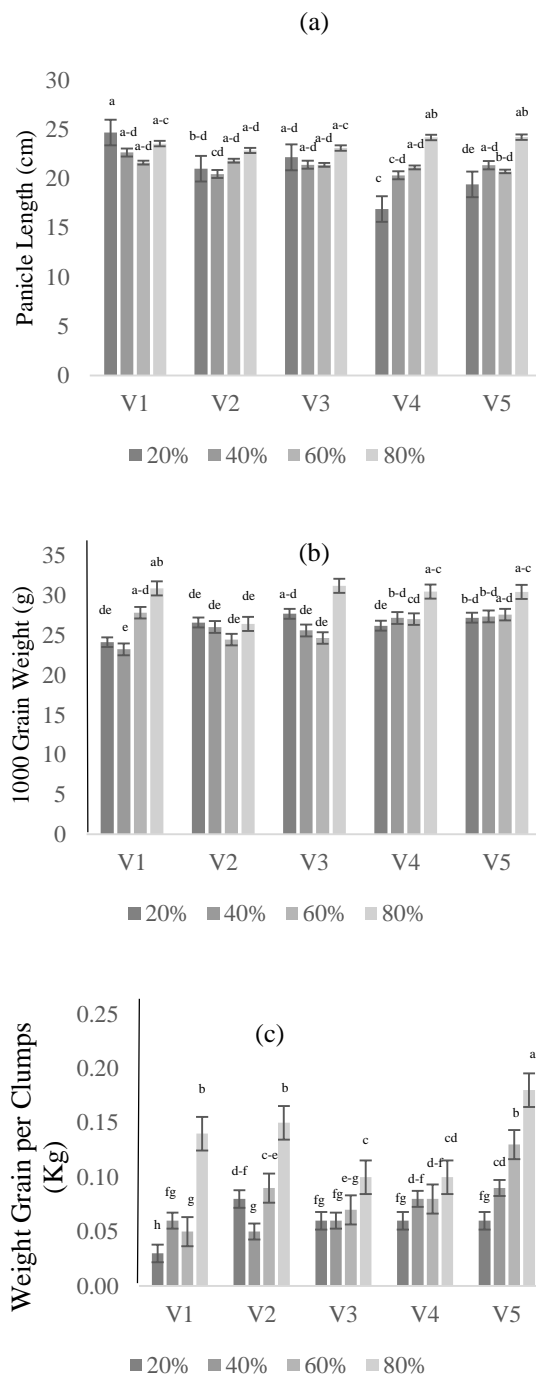 (a)
Panicle Length (cm)
30
25
20
15
10
5
0
a a-d a-d a-c
b-d cd a-d a-d
a-d a-d a-d a-c
c c-d a-d ab
de a-d b-d ab
V1 V2 V3 V4 V5
20% 40% 60% 80%
(b)
1000 Grain Weight (g)
35
30
25
20
15
10
5
0
de e a-d ab
de de de de
a-d de de
de b-d cd a-c
b-d b-d a-d a-c
V1 V2 V3 V4 V5
20% 40% 60% 80%
(c)
Weight Grain per Clumps
(Kg)
0.25
0.20
0.15
0.10
0.05
0.00
h fg g b
d-f g c-e b
fg fg e-g c
fg d-f d-f cd
fg cd b a
V1 V2 V3 V4 V5
20% 40% 60% 80%